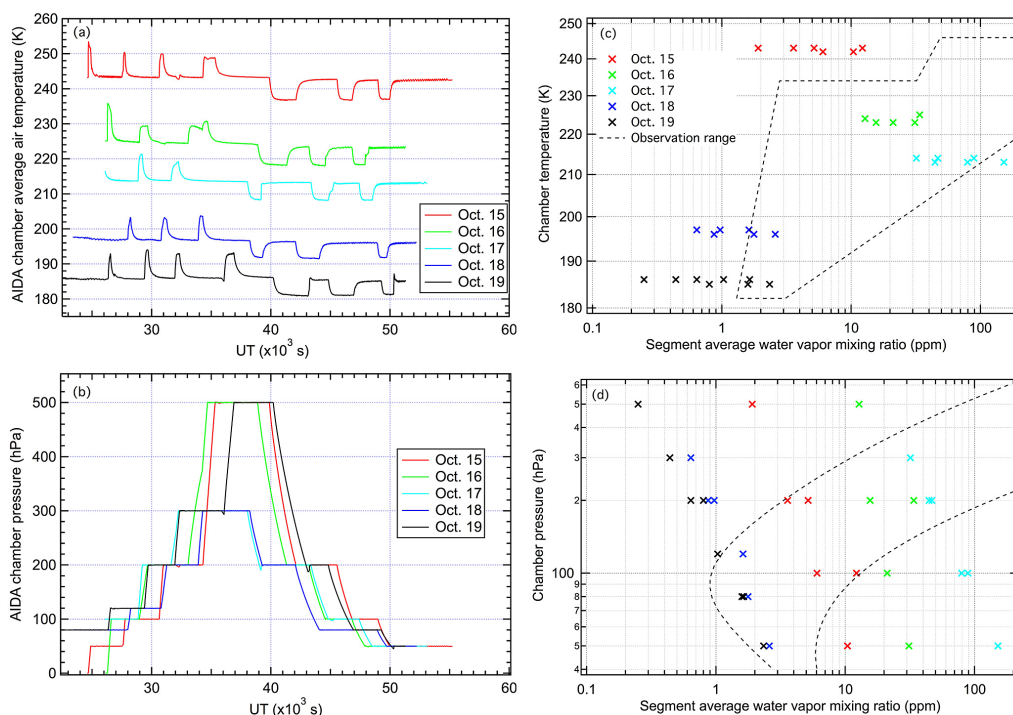 (a)
AIDA chamber average air temperature (K)
260
250
240
230
220
210
200
190
180
30
40
50
60
UT (x10³ s)
Oct. 15
Oct. 16
Oct. 17
Oct. 18
Oct. 19
(c)
Chamber temperature (K)
250
240
230
220
210
200
190
180
Oct. 15
Oct. 16
Oct. 17
Oct. 18
Oct. 19
Observation range
0.1
1
10
100
Segment average water vapor mixing ratio (ppm)
(b)
AIDA chamber pressure (hPa)
500
400
300
200
100
0
30
40
50
60
UT (x10³ s)
Oct. 15
Oct. 16
Oct. 17
Oct. 18
Oct. 19
(d)
Chamber pressure (hPa)
6
5
4
3
2
100
9
8
7
6
5
4
0.1
1
10
100
Segment average water vapor mixing ratio (ppm)